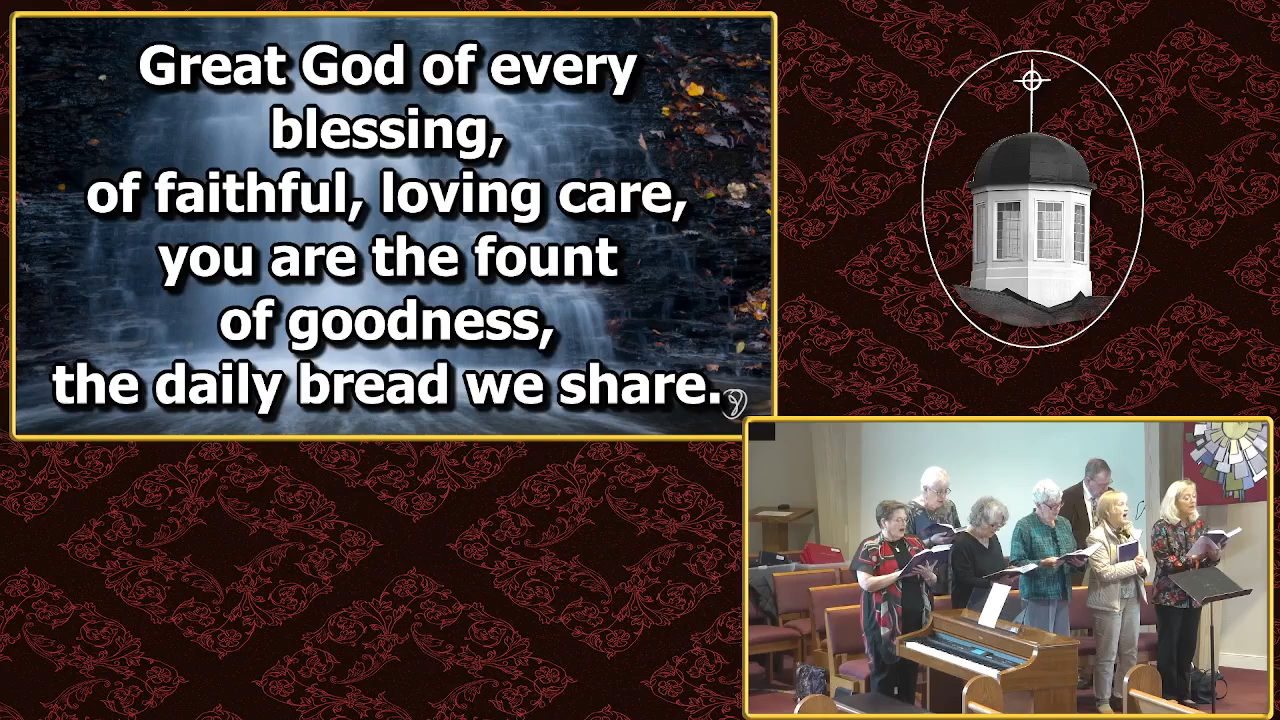 Great God of every
blessing,
of faithful, loving care,
you are the fount
of goodness,
the daily bread we share.